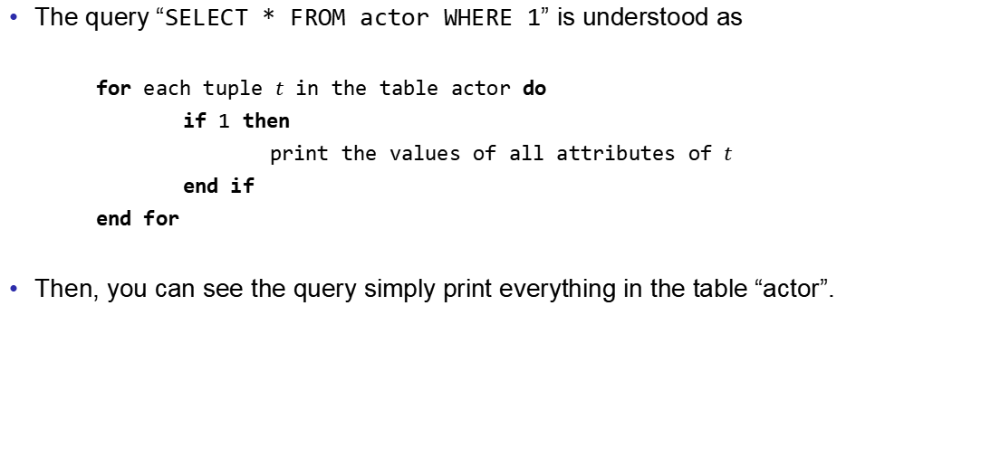 • The query “SELECT * FROM actor WHERE 1” is understood as
for each tuple t in the table actor do
if 1 then
print the values of all attributes of t
end if
end for
• Then, you can see the query simply print everything in the table “actor”.